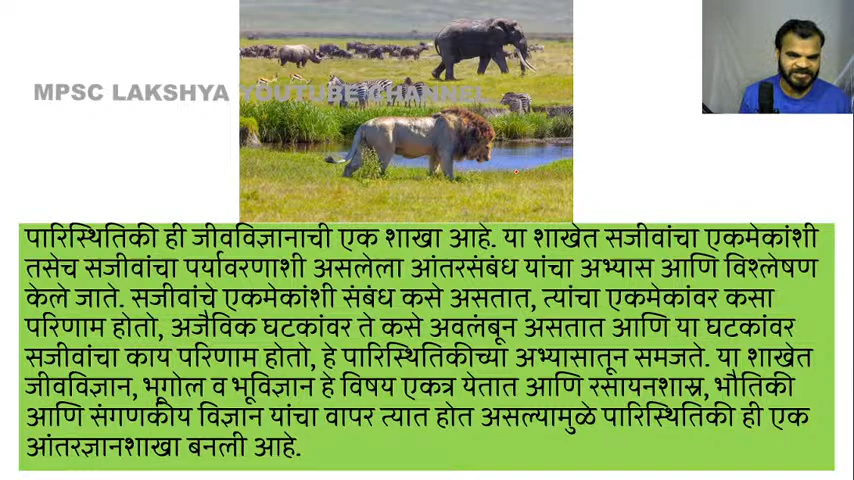 MPSC LAKSHYA YOUTUBE CHANNEL
पारिस्थितिकी ही जीवविज्ञानाची एक शाखा आहे. या शाखेत सजीवांचा एकमेकांशी
तसेच सजीवांचा पर्यावरणाशी असलेला आंतरसंबंध यांचा अभ्यास आणि विश्लेषण
केले जाते. सजीवांचे एकमेकांशी संबंध कसे असतात, त्यांचा एकमेकांवर कसा
परिणाम होतो, अजैविक घटकांवर ते कसे अवलंबून असतात आणि या घटकांवर
सजीवांचा काय परिणाम होतो, हे पारिस्थितिकीच्या अभ्यासातून समजते. या शाखेत
जीवविज्ञान, भूगोल व भूविज्ञान हे विषय एकत्र येतात आणि रसायनशास्र, भौतिकी
आणि संगणकीय विज्ञान यांचा वापर त्यात होत असल्यामुळे पारिस्थितिकी ही एक
आंतरज्ञानशाखा बनली आहे.